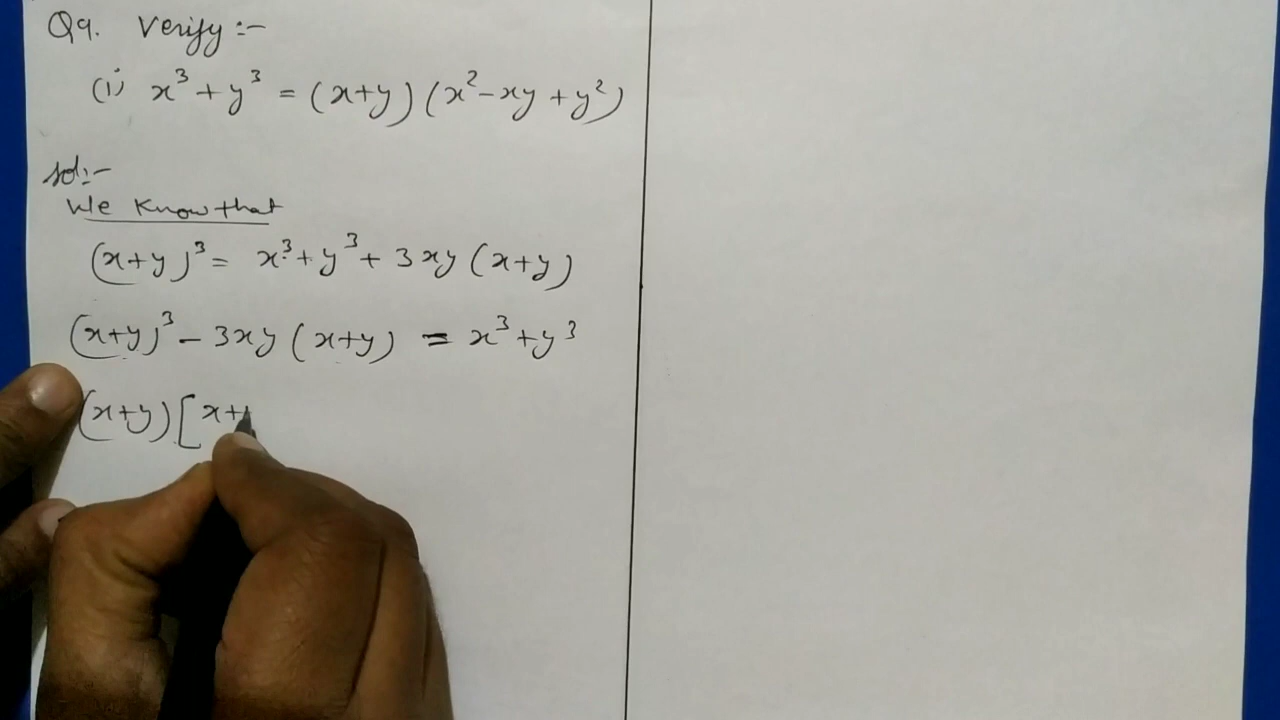 Q9. Verify :-
(i) x³ + y³ = (x+y) (x² - xy + y²)
Sol:-
We Know that
(x+y)³ = x³ + y³ + 3xy (x+y)
(x+y)³ - 3xy (x+y) = x³ + y³
(x+y) [x+